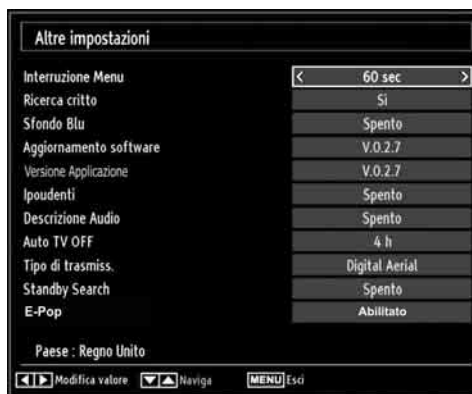 Altre impostazioni
Interruzione Menu < 60 sec >
Ricerca critto Si
Sfondo Blu Spento
Aggiornamento software V.0.2.7
Versione Applicazione V.0.2.7
Ipoudenti Spento
Descrizione Audio Spento
Auto TV OFF 4 h
Tipo di trasmiss. Digital Aerial
Standby Search Spento
E-Pop Abilitato
Paese : Regno Unito
Modifica valore Naviga MENU Esci